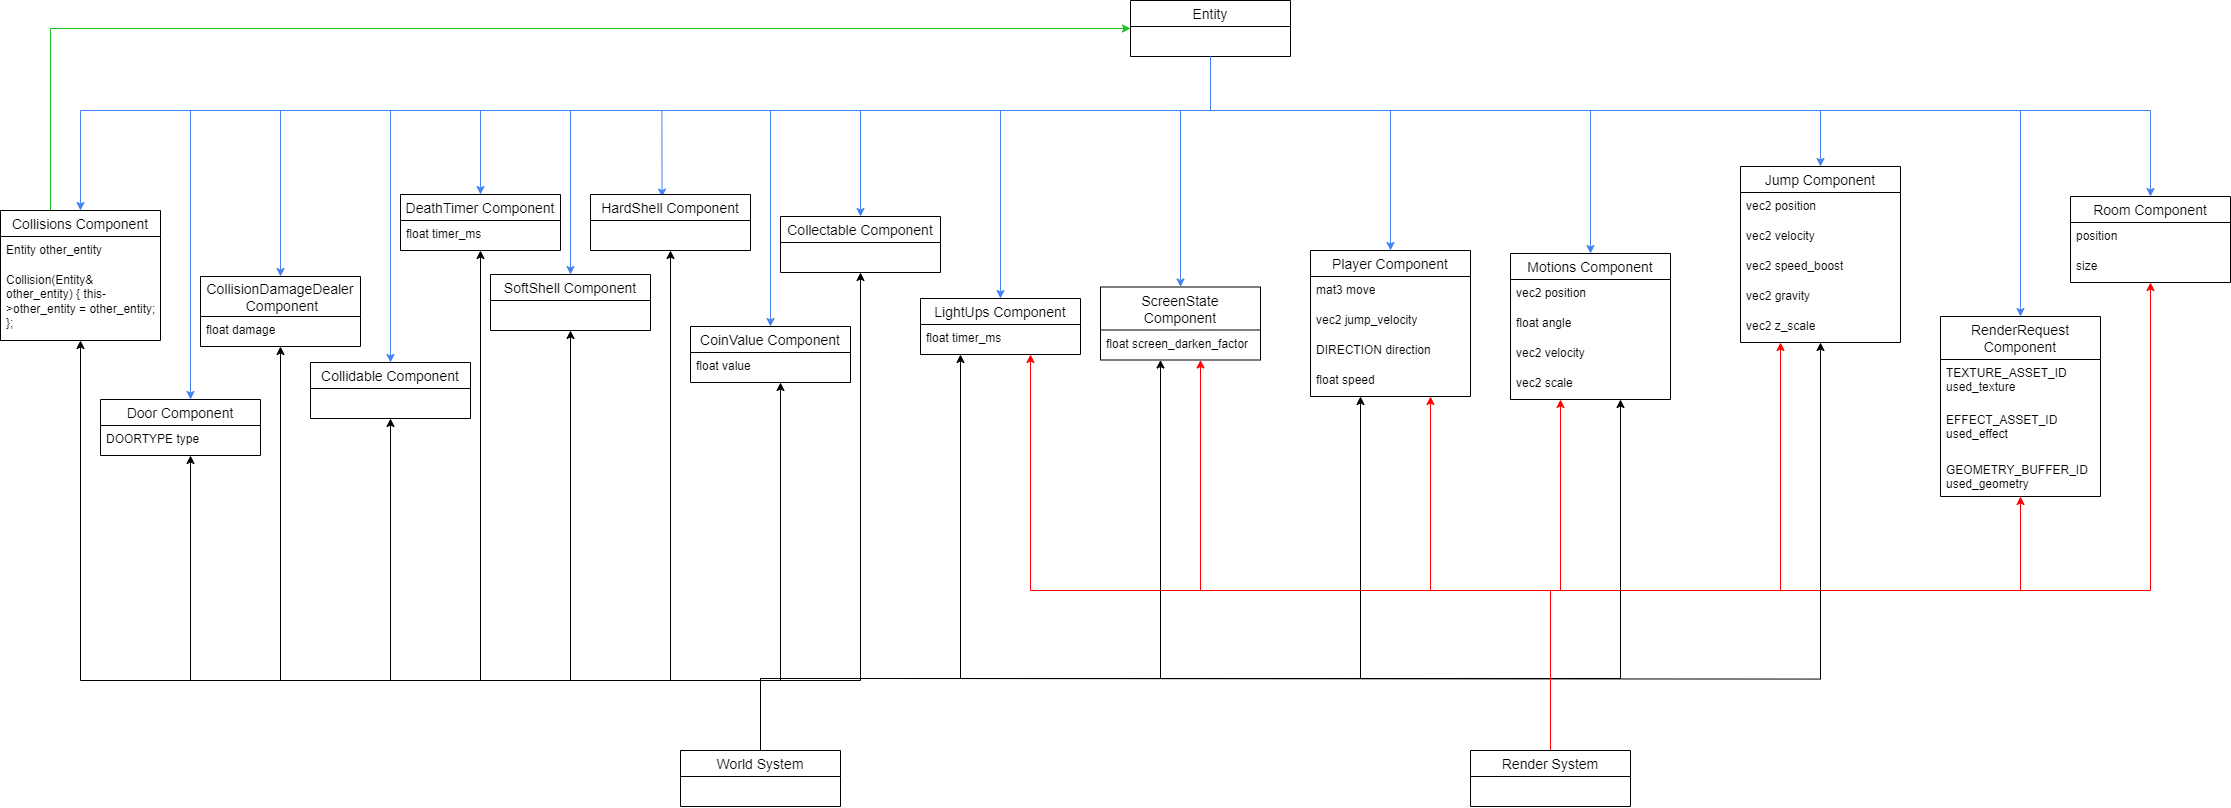 Entity
Collisions Component
Entity other_entity
Collision(Entity&
other_entity) { this-
>other_entity = other_entity;
};
Door Component
DOORTYPE type
CollisionDamageDealer
Component
float damage
Collidable Component
DeathTimer Component
float timer_ms
SoftShell Component
HardShell Component
CoinValue Component
float value
Collectable Component
LightUps Component
float timer_ms
ScreenState
Component
float screen_darken_factor
Player Component
mat3 move
vec2 jump_velocity
DIRECTION direction
float speed
Motions Component
vec2 position
float angle
vec2 velocity
vec2 scale
Jump Component
vec2 position
vec2 velocity
vec2 speed_boost
vec2 gravity
vec2 z_scale
RenderRequest
Component
TEXTURE_ASSET_ID
used_texture
EFFECT_ASSET_ID
used_effect
GEOMETRY_BUFFER_ID
used_geometry
Room Component
position
size
World System
Render System